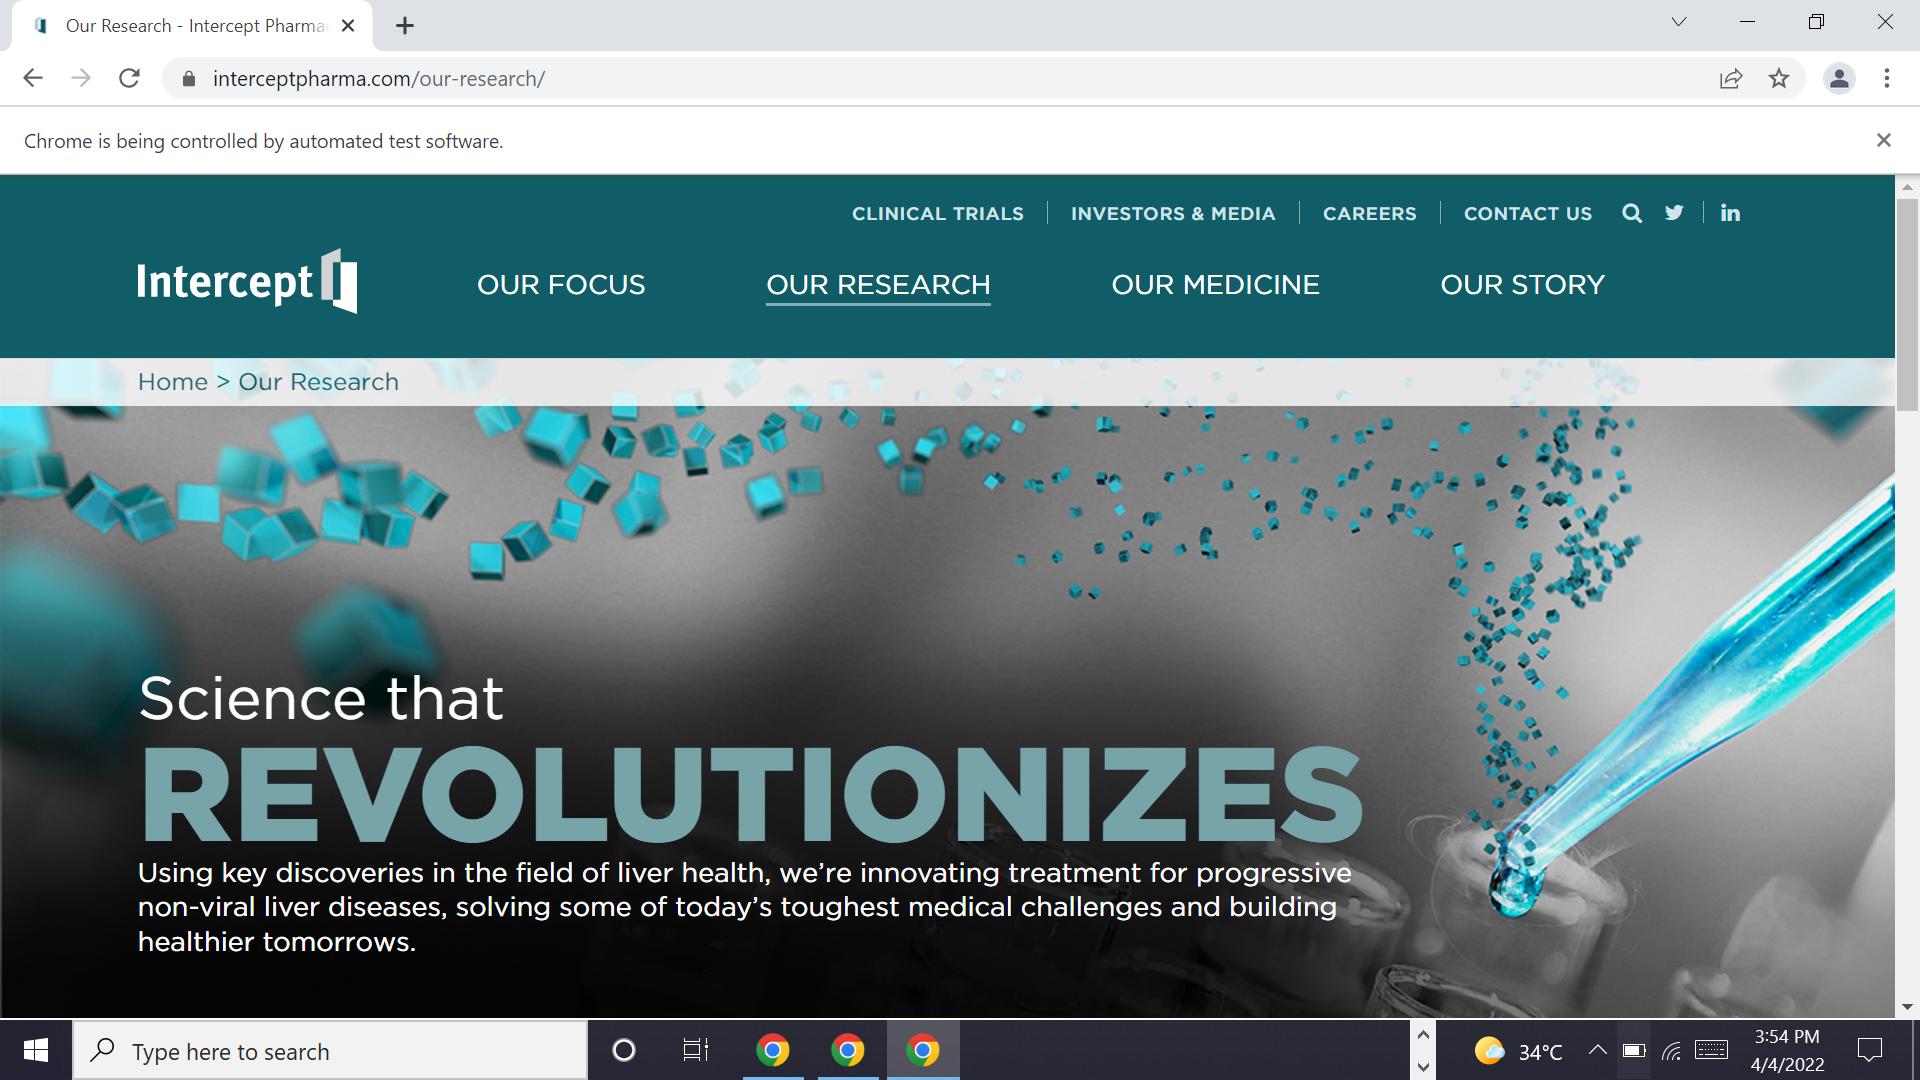 Our Research - Intercept Pharma
interceptpharma.com/our-research/
Chrome is being controlled by automated test software.
CLINICAL TRIALS
INVESTORS & MEDIA
CAREERS
CONTACT US
in
Intercept
OUR FOCUS
OUR RESEARCH
OUR MEDICINE
OUR STORY
Home > Our Research
Science that
REVOLUTIONIZES
Using key discoveries in the field of liver health, we’re innovating treatment for progressive
non-viral liver diseases, solving some of today’s toughest medical challenges and building
healthier tomorrows.
Type here to search
34°C
3:54 PM
4/4/2022